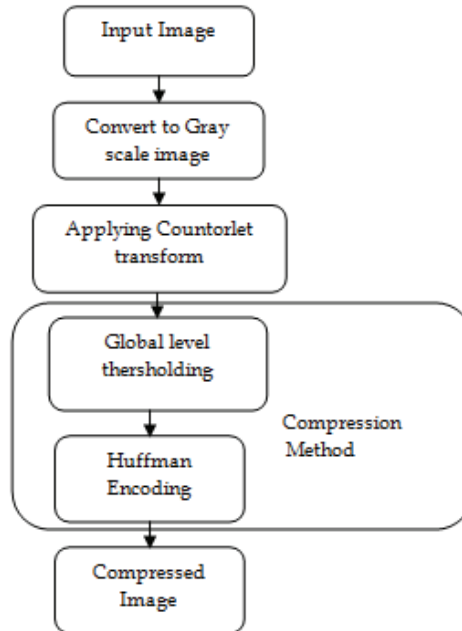 Input Image
Convert to Gray
scale image
Applying Countorlet
transform
Global level
thersholding
Compression
Method
Huffman
Encoding
Compressed
Image